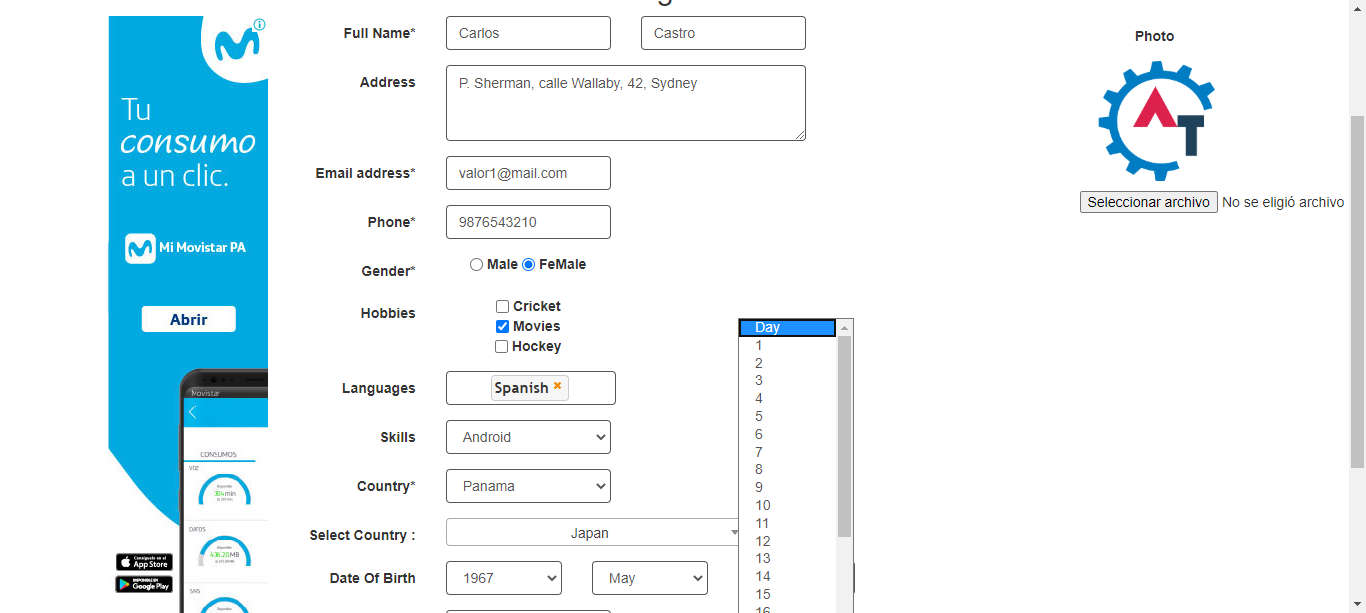 Full Name* Carlos Castro
Address P. Sherman, calle Wallaby, 42, Sydney
Email address* valor1@mail.com
Phone* 9876543210
Gender* Male FeMale
Hobbies Cricket
Movies
Hockey
Languages Spanish
Skills Android
Country* Panama
Select Country : Japan
Date Of Birth 1967 May
Day
1
2
3
4
5
6
7
8
9
10
11
12
13
14
15
16
Photo
AT
Seleccionar archivo No se eligió archivo
Tu
consumo
a un clic.
Mi Movistar PA
Abrir
Movistar
CONSUMOS
VOZ
DATOS
436.20 MB
SMS
App Store
Google Play